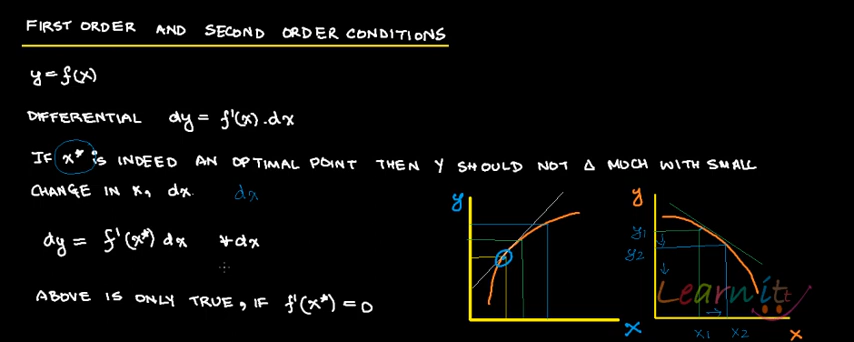 FIRST ORDER AND SECOND ORDER CONDITIONS
y = f(x)
DIFFERENTIAL dy = f'(x).dx
IF x* is INDEED AN OPTIMAL POINT THEN Y SHOULD NOT Δ MUCH WITH SMALL
CHANGE IN x, dx. dx
dy = f'(x*) dx *dx
ABOVE IS ONLY TRUE, IF f'(x*) = 0
y
x
y
y1
y2
x1 x2
x
Learnitt